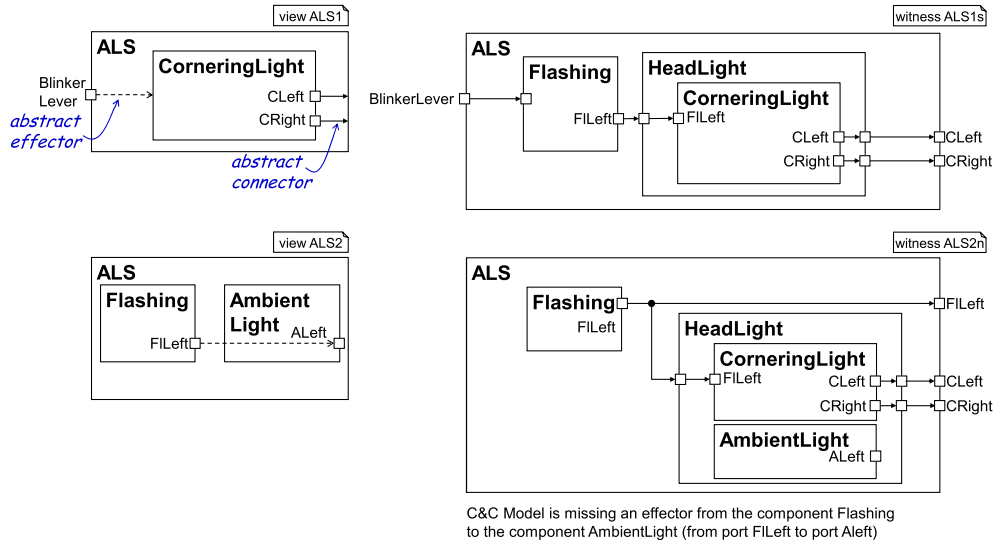 view ALS1
ALS
CorneringLight
Blinker
Lever
CLeft
CRight
abstract
effector
abstract
connector
witness ALS1s
ALS
Flashing
HeadLight
CorneringLight
BlinkerLever
FlLeft
FlLeft
CLeft
CLeft
CRight
CRight
view ALS2
ALS
Flashing
Ambient
Light
FlLeft
ALeft
witness ALS2n
ALS
Flashing
FlLeft
FlLeft
HeadLight
CorneringLight
FlLeft
CLeft
CLeft
CRight
CRight
AmbientLight
ALeft
C&C Model is missing an effector from the component Flashing
to the component AmbientLight (from port FlLeft to port Aleft)